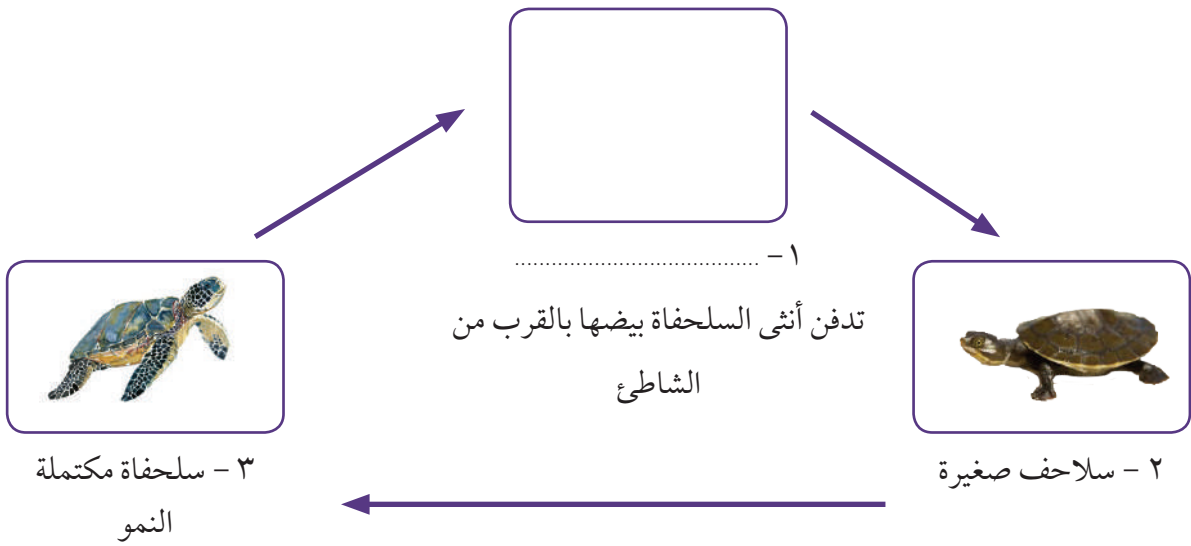 ١ – ........................................
تدفن أنثى السلحفاة بيضها بالقرب من
الشاطئ
٢ – سلاحف صغيرة
٣ – سلحفاة مكتملة
النمو